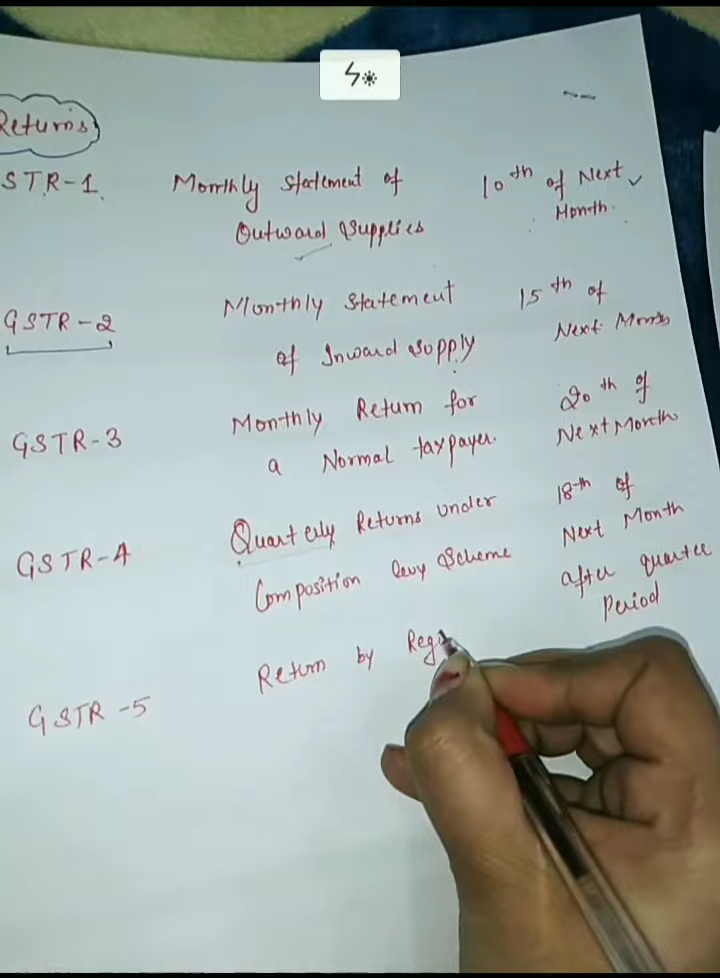 Returns
STR-1 Monthly Statement of 10th of Next
Outward Supplies Month.
GSTR-2 Monthly Statement 15th of
of Inward Supply Next Month
GSTR-3 Monthly Return for 20th of
a Normal taxpayer. Next Month
GSTR-4 Quarterly Returns under 18th of
Composition levy Scheme Next Month
after quarter
Period
GSTR-5 Return by Regi